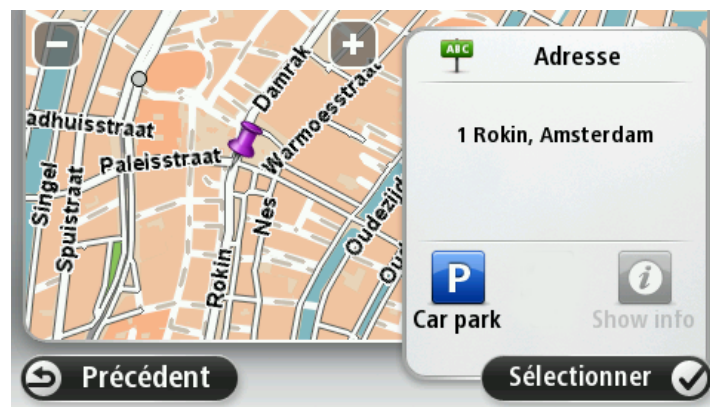 ABC
Adresse
1 Rokin, Amsterdam
Damrak
Warmoesstraat
adhuisstraat
Paleisstraat
Singel
Spuistraat
Nes
Rokin
Oudezijd
Ou
P
Car park
i
Show info
Précédent
Sélectionner